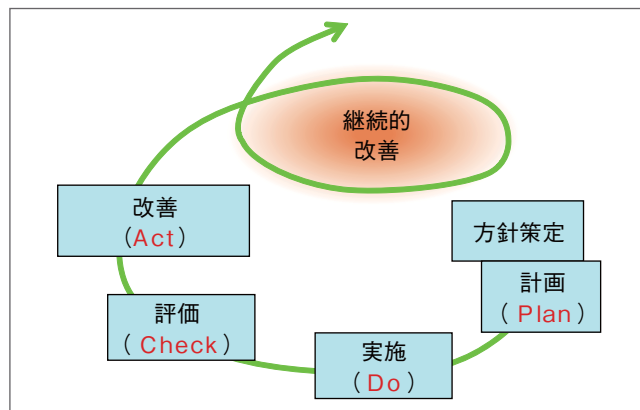 継続的
改善
改善
(Act)
方針策定
計画
( Plan)
評価
( Check)
実施
( Do)